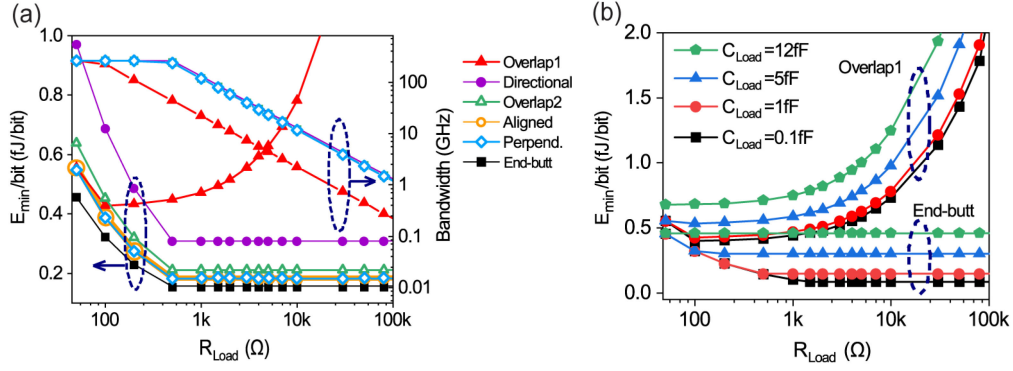 (a)
1.0
0.8
0.6
0.4
0.2
E_min/bit (fJ/bit)
100
1k
10k
100k
R_Load (Ω)
100
10
1
0.1
0.01
Bandwidth (GHz)
Overlap1
Directional
Overlap2
Aligned
Perpend.
End-butt
(b)
2.0
1.5
1.0
0.5
0.0
E_min/bit (fJ/bit)
C_Load =12fF
C_Load =5fF
C_Load =1fF
C_Load =0.1fF
Overlap1
End-butt
100
1k
10k
100k
R_Load (Ω)